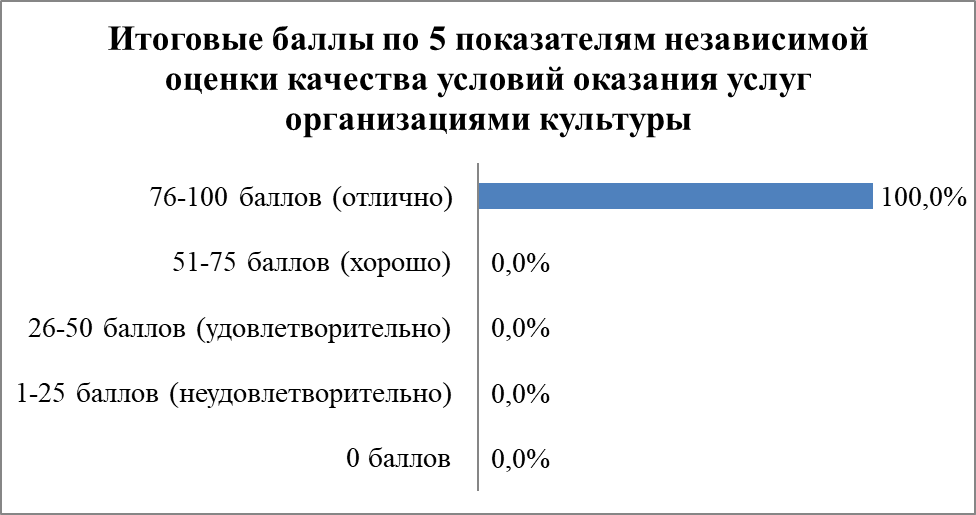 Итоговые баллы по 5 показателям независимой
оценки качества условий оказания услуг
организациями культуры
76-100 баллов (отлично) 100,0%
51-75 баллов (хорошо) 0,0%
26-50 баллов (удовлетворительно) 0,0%
1-25 баллов (неудовлетворительно) 0,0%
0 баллов 0,0%